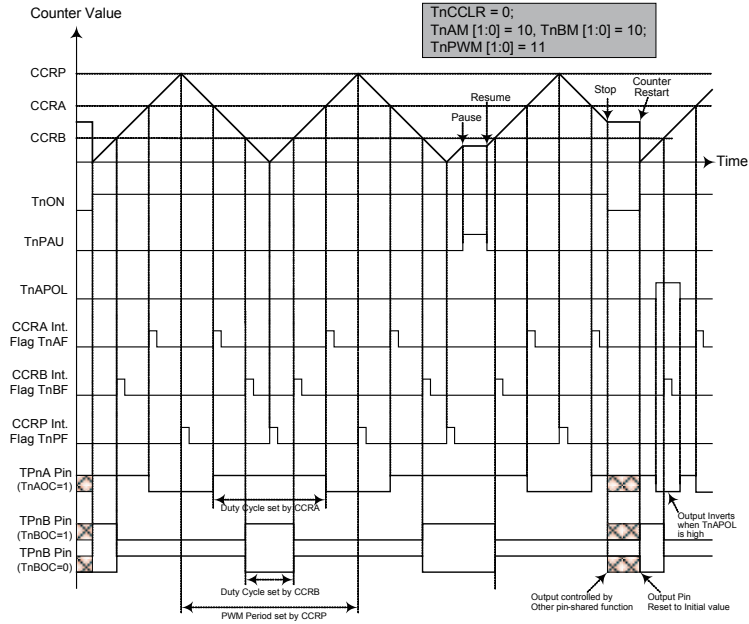 Counter Value
TnCCLR = 0;
TnAM [1:0] = 10, TnBM [1:0] = 10;
TnPWM [1:0] = 11
CCRP
CCRA
CCRB
Stop
Counter
Restart
Resume
Pause
Time
TnON
TnPAU
TnAPOL
CCRA Int.
Flag TnAF
CCRB Int.
Flag TnBF
CCRP Int.
Flag TnPF
TPnA Pin
(TnAOC=1)
Duty Cycle set by CCRA
Output Inverts
when TnAPOL
is high
TPnB Pin
(TnBOC=1)
TPnB Pin
(TnBOC=0)
Duty Cycle set by CCRB
Output controlled by
Other pin-shared function
Output Pin
Reset to Initial value
PWM Period set by CCRP